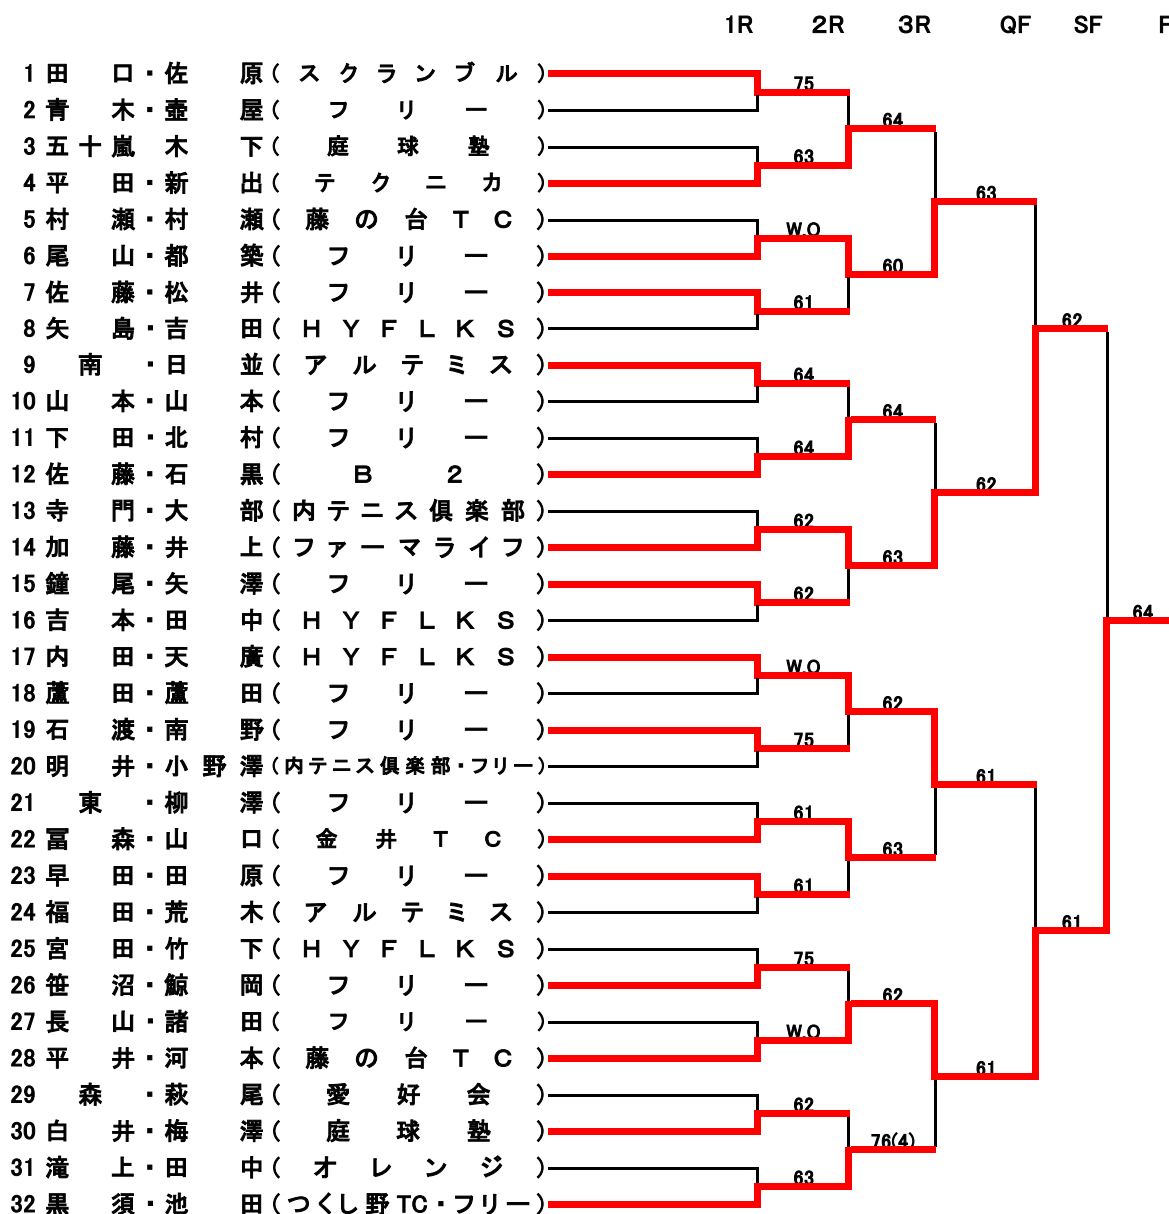 1R 2R 3R QF SF F
1 田口・佐原(スクランブル)
75
2 青木・壺屋(フリー)
64
3 五十嵐木下(庭球塾)
63
4 平田・新出(テクニカ)
63
5 村瀬・村瀬(藤の台TC)
W.O
6 尾山・都築(フリー)
60
7 佐藤・松井(フリー)
61
8 矢島・吉田(HYFLKS)
62
9 南・日並(アルテミス)
64
10 山本・山本(フリー)
64
11 下田・北村(フリー)
64
12 佐藤・石黒(B2)
62
13 寺門・大部(内テニス倶楽部)
62
14 加藤・井上(ファーマライフ)
63
15 鐘尾・矢澤(フリー)
62
16 吉本・田中(HYFLKS)
64
17 内田・天廣(HYFLKS)
W.O
18 蘆田・蘆田(フリー)
62
19 石渡・南野(フリー)
75
20 明井・小野澤(内テニス倶楽部・フリー)
61
21 東・柳澤(フリー)
61
22 冨森・山口(金井TC)
63
23 早田・田原(フリー)
61
24 福田・荒木(アルテミス)
61
25 宮田・竹下(HYFLKS)
75
26 笹沼・鯨岡(フリー)
62
27 長山・諸田(フリー)
W.O
28 平井・河本(藤の台TC)
61
29 森・萩尾(愛好会)
62
30 白井・梅澤(庭球塾)
76(4)
31 滝上・田中(オレンジ)
63
32 黒須・池田(つくし野TC・フリー)